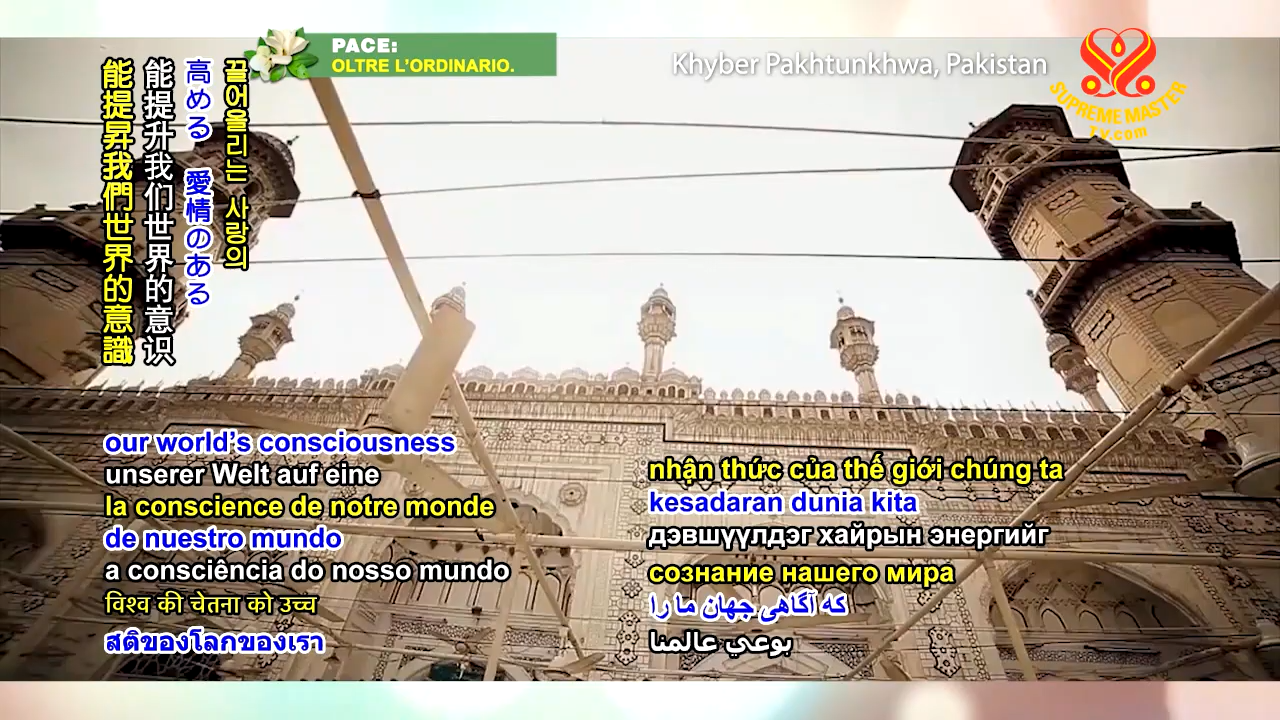 PACE:
OLTRE L'ORDINARIO.
Khyber Pakhtunkhwa, Pakistan
SUPREME MASTER
TV.com
끌어올리는 사랑의
高める 愛情のある
能提升我们世界的意识
能提昇我們世界的意識
our world's consciousness
unserer Welt auf eine
la conscience de notre monde
de nuestro mundo
a consciência do nosso mundo
विश्व की चेतना को उच्च
สติของโลกของเรา
nhận thức của thế giới chúng ta
kesadaran dunia kita
дэвшүүлдэг хайрын энергийг
сознание нашего мира
که آگاهی جهان ما را
بوعي عالمنا